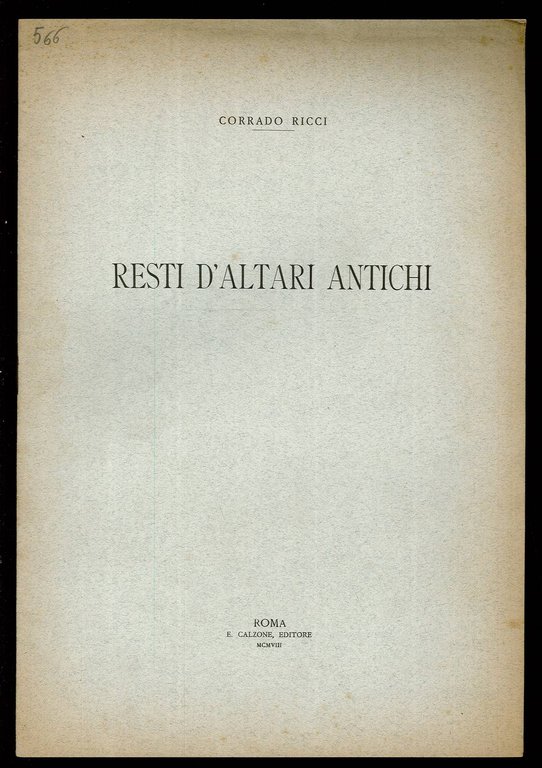 566
CORRADO RICCI
RESTI D'ALTARI ANTICHI
ROMA
E. CALZONE, EDITORE
MCMVIII